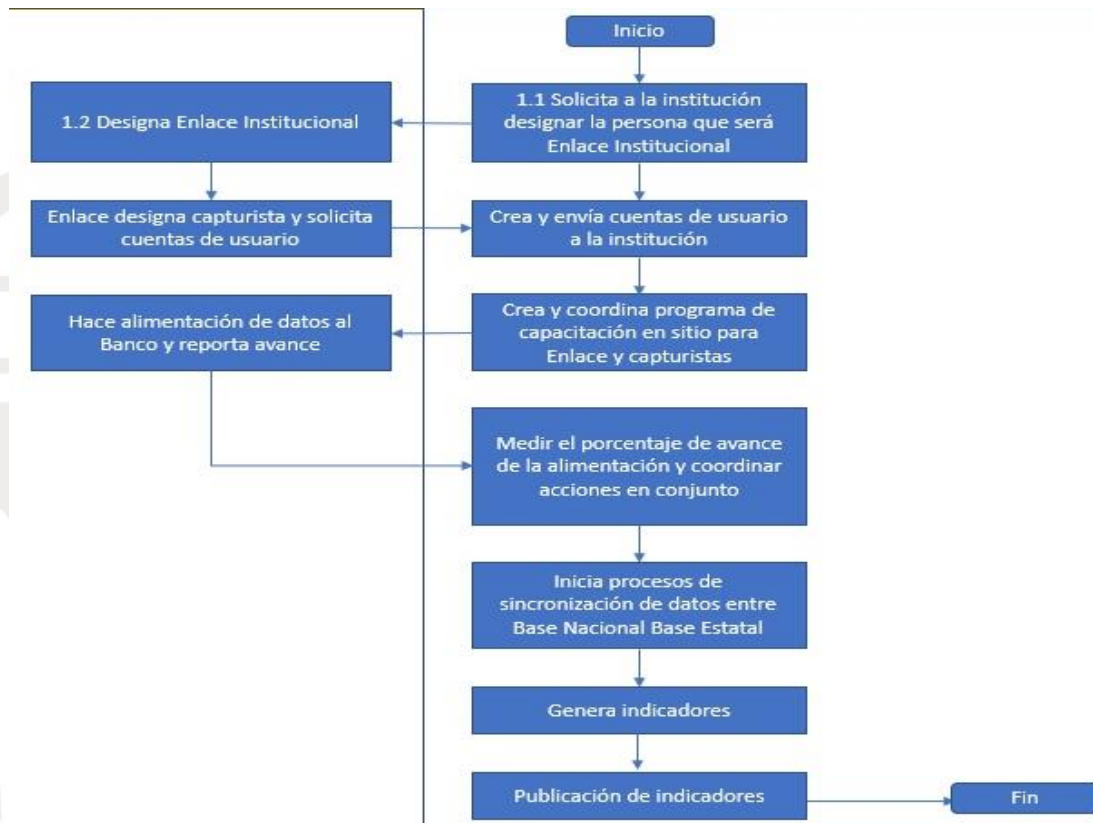 Inicio
1.1 Solicita a la institución
designar la persona que será
Enlace Institucional
1.2 Designa Enlace Institucional
Enlace designa capturista y solicita
cuentas de usuario
Crea y envía cuentas de usuario
a la institución
Crea y coordina programa de
capacitación en sitio para
Enlace y capturistas
Hace alimentación de datos al
Banco y reporta avance
Medir el porcentaje de avance
de la alimentación y coordinar
acciones en conjunto
Inicia procesos de
sincronización de datos entre
Base Nacional Base Estatal
Genera indicadores
Publicación de indicadores
Fin